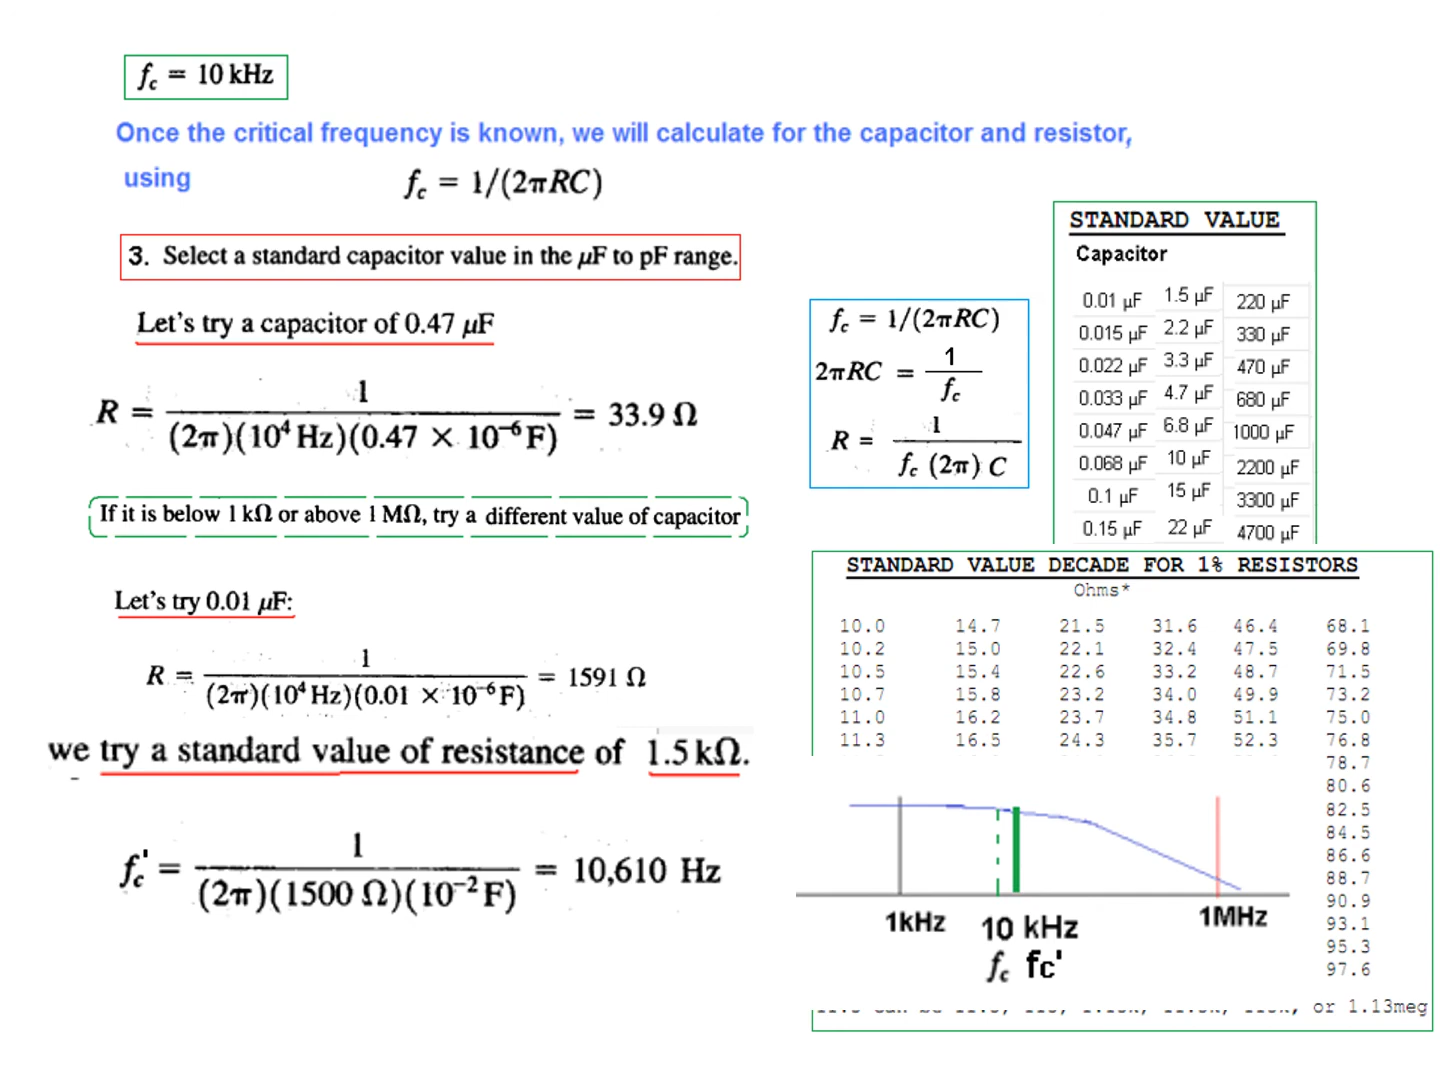 fc = 10 kHz
Once the critical frequency is known, we will calculate for the capacitor and resistor,
using fc = 1/(2πRC)
3. Select a standard capacitor value in the μF to pF range.
Let's try a capacitor of 0.47 μF
R = 1 / (2π)(10⁴ Hz)(0.47 × 10⁻⁶ F) = 33.9 Ω
If it is below 1 kΩ or above 1 MΩ, try a different value of capacitor
Let's try 0.01 μF:
R = 1 / (2π)(10⁴ Hz)(0.01 × 10⁻⁶ F) = 1591 Ω
we try a standard value of resistance of 1.5 kΩ.
fc' = 1 / (2π)(1500 Ω)(10⁻² F) = 10,610 Hz
fc = 1/(2πRC)
2πRC = 1 / fc
R = 1 / fc (2π) C
STANDARD VALUE
Capacitor
0.01 μF 1.5 μF 220 μF
0.015 μF 2.2 μF 330 μF
0.022 μF 3.3 μF 470 μF
0.033 μF 4.7 μF 680 μF
0.047 μF 6.8 μF 1000 μF
0.068 μF 10 μF 2200 μF
0.1 μF 15 μF 3300 μF
0.15 μF 22 μF 4700 μF
STANDARD VALUE DECADE FOR 1% RESISTORS
Ohms*
10.0 14.7 21.5 31.6 46.4 68.1
10.2 15.0 22.1 32.4 47.5 69.8
10.5 15.4 22.6 33.2 48.7 71.5
10.7 15.8 23.2 34.0 49.9 73.2
11.0 16.2 23.7 34.8 51.1 75.0
11.3 16.5 24.3 35.7 52.3 76.8
78.7
80.6
82.5
84.5
86.6
88.7
90.9
93.1
95.3
97.6
1kHz 10 kHz 1MHz
fc fc'
or 1.13meg